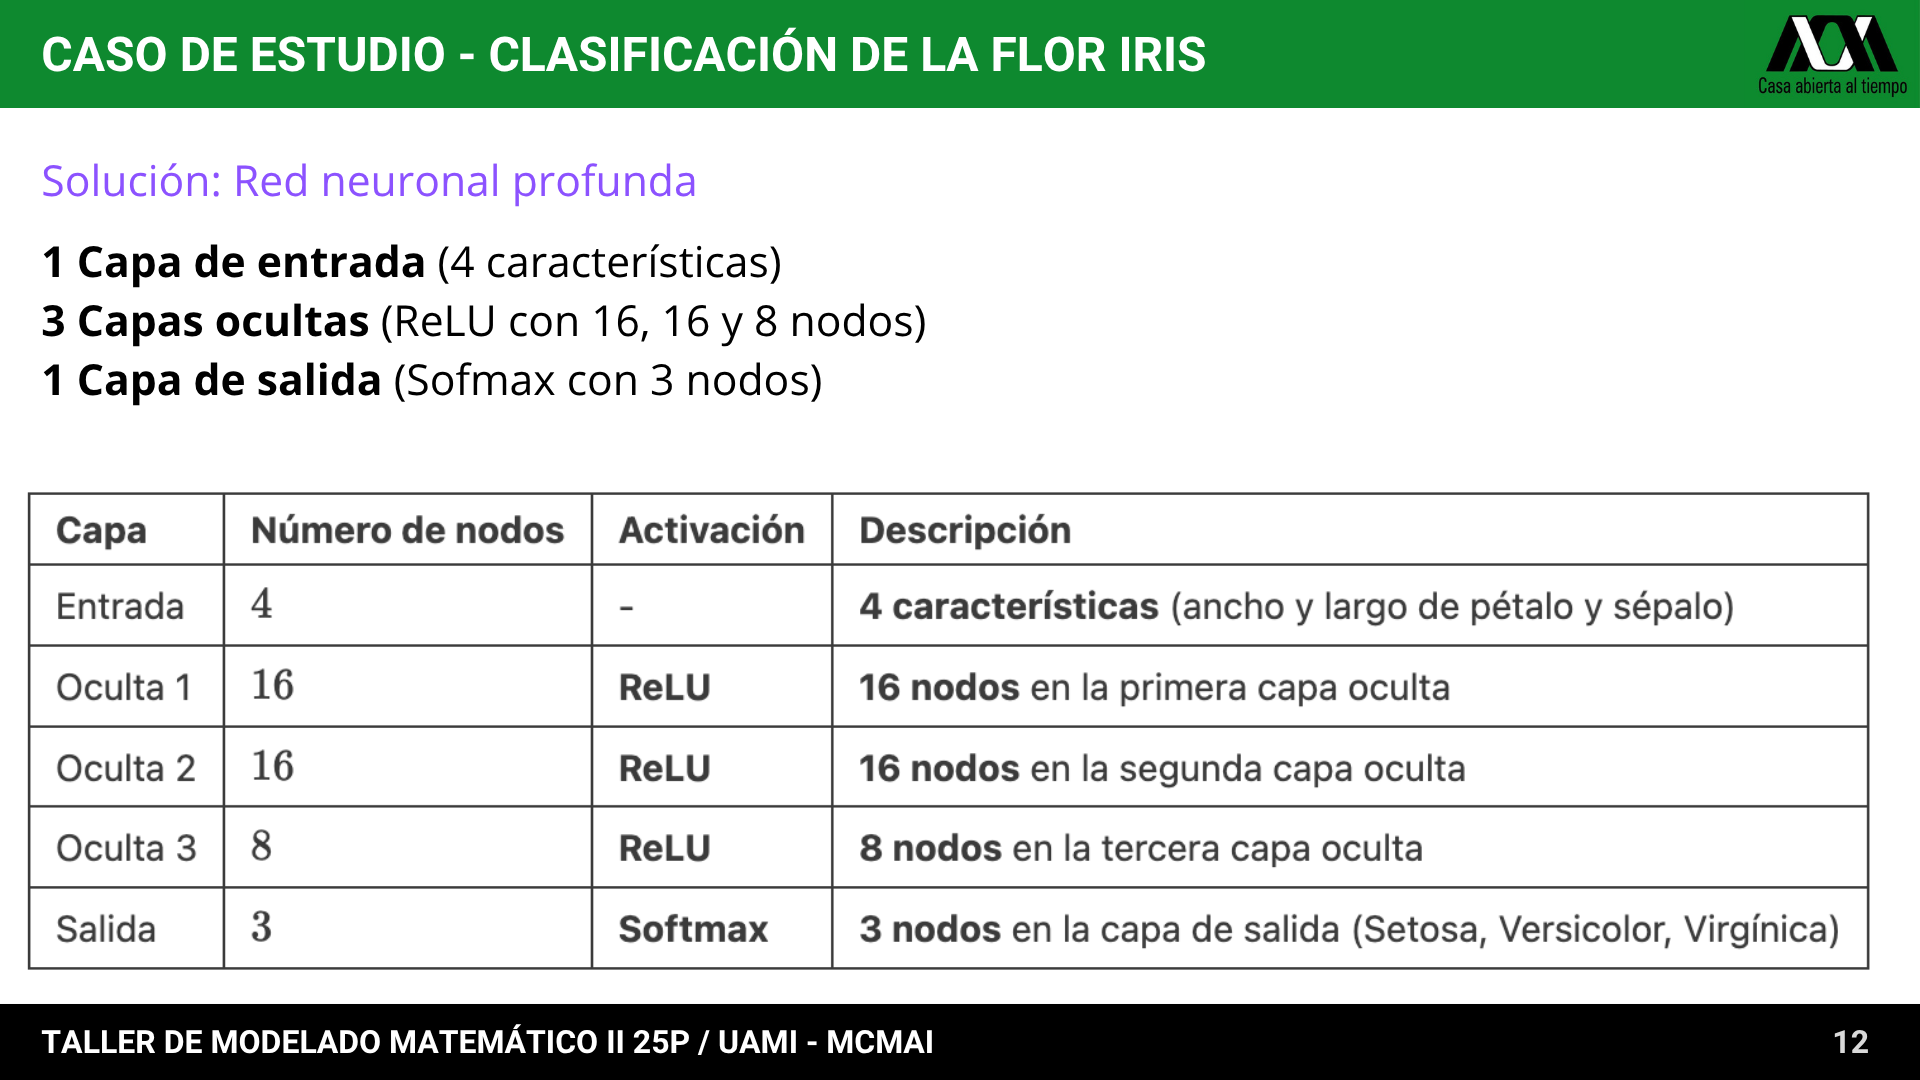 CASO DE ESTUDIO - CLASIFICACIÓN DE LA FLOR IRIS
Casa abierta al tiempo
Solución: Red neuronal profunda
1 Capa de entrada (4 características)
3 Capas ocultas (ReLU con 16, 16 y 8 nodos)
1 Capa de salida (Sofmax con 3 nodos)
Capa Número de nodos Activación Descripción
Entrada 4 - 4 características (ancho y largo de pétalo y sépalo)
Oculta 1 16 ReLU 16 nodos en la primera capa oculta
Oculta 2 16 ReLU 16 nodos en la segunda capa oculta
Oculta 3 8 ReLU 8 nodos en la tercera capa oculta
Salida 3 Softmax 3 nodos en la capa de salida (Setosa, Versicolor, Virgínica)
TALLER DE MODELADO MATEMÁTICO II 25P / UAMI - MCMAI
12